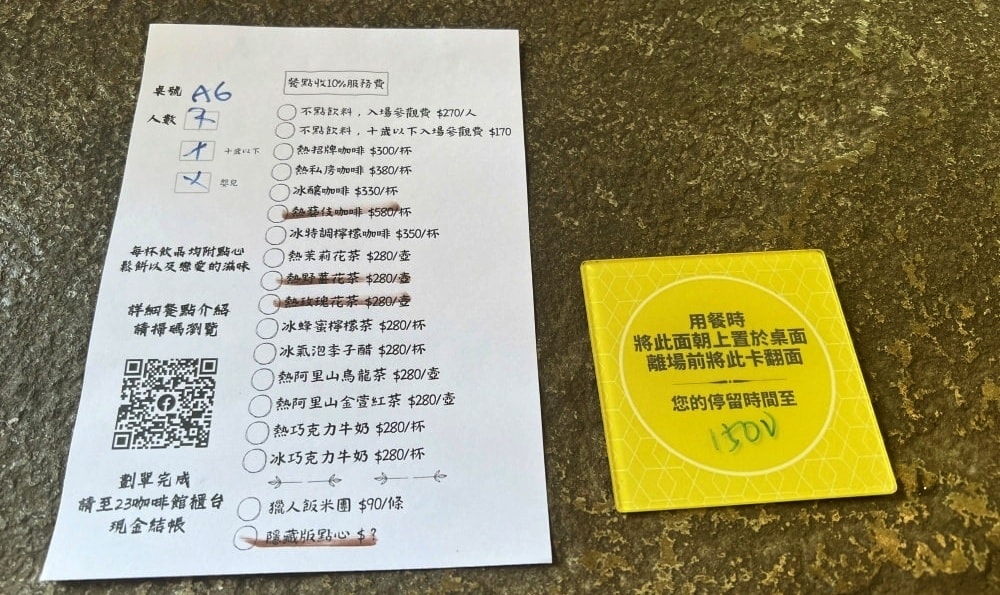 餐點收10%服務費
桌號 A6
人數
十歲以下
嬰兒
不點飲料，入場參觀費 $270/人
不點飲料，十歲以下入場參觀費 $170
熱招牌咖啡 $300/杯
熱私房咖啡 $380/杯
冰釀咖啡 $330/杯
熱藝伎咖啡 $580/杯
冰特調檸檬咖啡 $350/杯
熱茉莉花茶 $280/壺
熱野薑花茶 $280/壺
熱玫瑰花茶 $280/壺
冰蜂蜜檸檬茶 $280/杯
冰氣泡李子醋 $280/杯
熱阿里山烏龍茶 $280/壺
熱阿里山金萱紅茶 $280/壺
熱巧克力牛奶 $280/杯
冰巧克力牛奶 $280/杯
獵人飯米團 $90/條
隱藏版點心 $？
每杯飲品均附點心
鬆餅以及戀愛的滋味
詳細餐點介紹
請掃碼瀏覽
劃單完成
請至23咖啡館櫃台
現金結帳
用餐時
將此面朝上置於桌面
離場前將此卡翻面
您的停留時間至